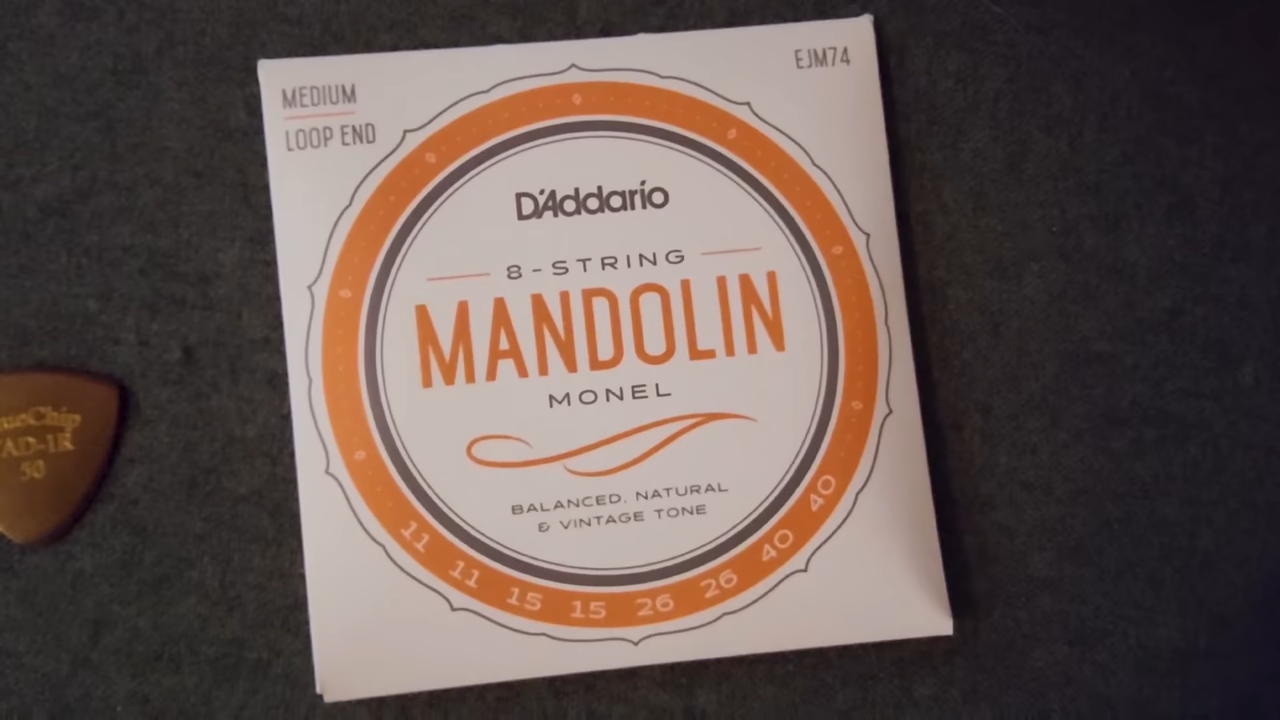 MEDIUM
LOOP END
EJM74
D'Addario
8-STRING
MANDOLIN
MONEL
BALANCED, NATURAL
& VINTAGE TONE
11 11 15 15 26 26 40 40
50